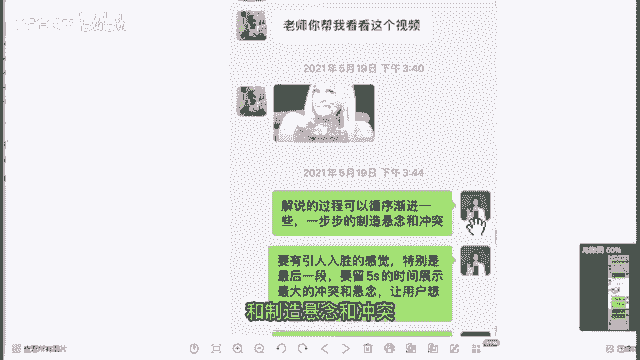 老师你帮我看看这个视频
2021年5月19日 下午 3:40
2021年5月19日 下午 3:44
解说的过程可以循序渐进一
些，一步步的制造悬念和冲突
要有引人入胜的感觉，特别是
最后一段，要留5s的时间展示
最大的冲突和悬念，让用户想
和制造悬念和冲突